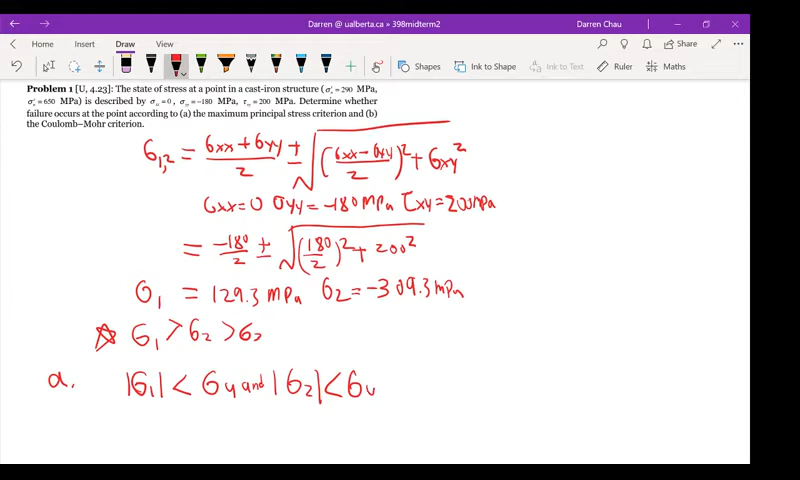 Darren @ ualberta.ca » 398midterm2
Darren Chau
Home Insert Draw View Share
Shapes Ink to Shape Ink to Text Ruler Maths
Problem 1 [U, 4.23]: The state of stress at a point in a cast-iron structure (σ'ᵤ = 290 MPa,
= 650 MPa) is described by σₓₓ = 0, σyy = −180 MPa, τxy = 200 MPa. Determine whether
failure occurs at the point according to (a) the maximum principal stress criterion and (b)
the Coulomb–Mohr criterion.
σ1,2 = (σxx + σyy)/2 ± √(((σxx − σyy)/2)² + σxy²)
σxx = 0 σyy = −180 MPa τxy = 200 MPa
= −180/2 ± √((180/2)² + 200²)
σ1 = 129.3 MPa σ2 = −309.3 MPa
☆ σ1 > σ2 > σ3
a. |σ1| < σu and |σ2| < σu